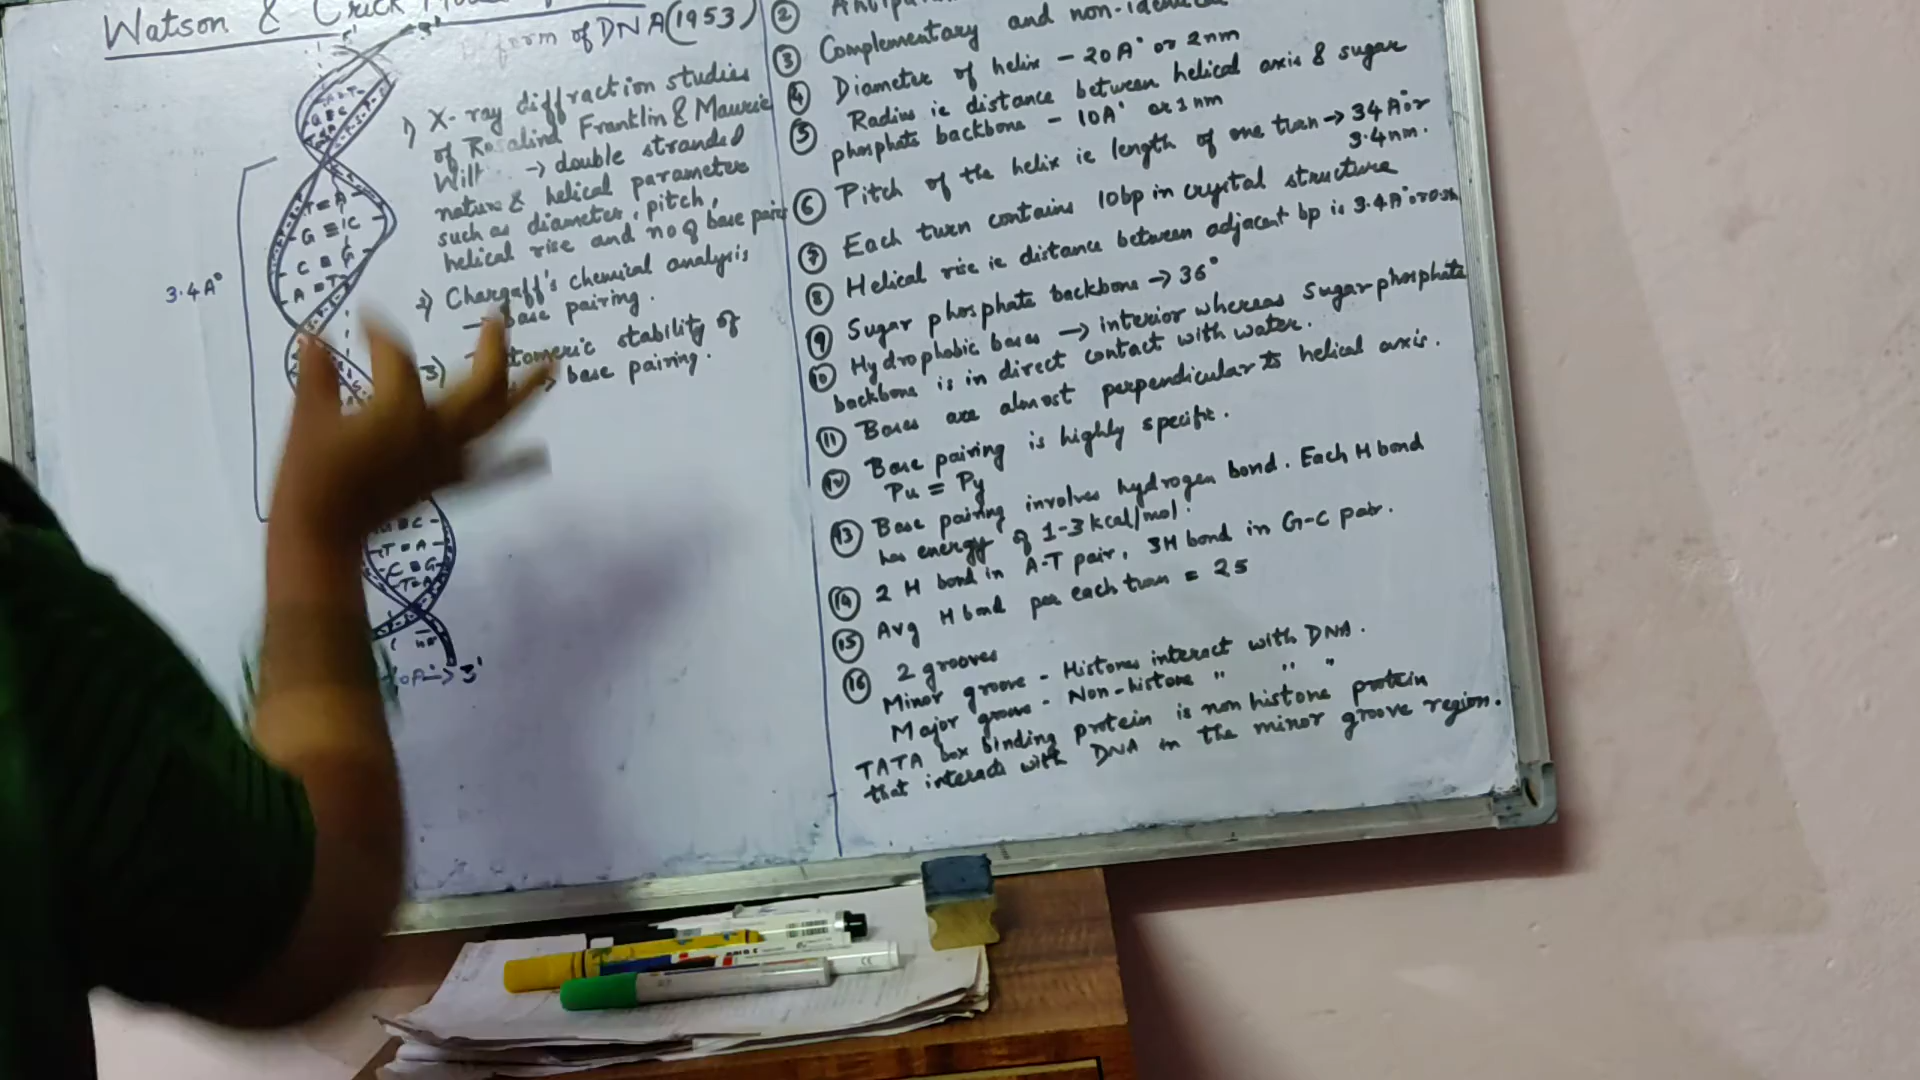 Watson & Crick Model
B form of DNA (1953)
5' 3'
3.4A°
T = A
G ≡ C
C ≡ G
A = T
G ≡ C
T = A
C ≡ G
T = A
3'
1) X-ray diffraction studies
of Rosalind Frantlin & Mauric
Wilk → double stranded
nature & helical parameter
such as diameter, pitch,
helical rise and no of base pairs
2) Chargaff's chemical analysis
→ base pairing.
3) stability of
→ base pairing.
②
③ Complementary and non-identical
④ Diameter of helix - 20A° or 2nm
⑤ Radius ie distance between helical axis & sugar
phosphate backbone - 10A° or 1nm
⑥ Pitch of the helix ie length of one turn → 34A° or
3.4nm.
⑦ Each turn contains 10bp in crystal structure
⑧ Helical rise ie distance between adjacent bp is 3.4A° or
⑨ Sugar phosphate backbone → 36°
⑩ Hydrophobic bases → interior whereas Sugar phosphate
backbone is in direct contact with water.
⑪ Bases are almost perpendicular to helical axis.
⑫ Base pairing is highly specific.
Pu = Py
⑬ Base pairing involves hydrogen bond. Each H bond
has energy of 1-3 kcal/mol.
⑭ 2 H bond in A-T pair, 3H bond in G-C pair.
⑮ Avg H bond per each turn = 25
⑯ 2 grooves
Minor groove - Histones interact with DNA.
Major groove - Non-histone " " "
TATA box binding protein is non histone protein
that interacts with DNA in the minor groove region.